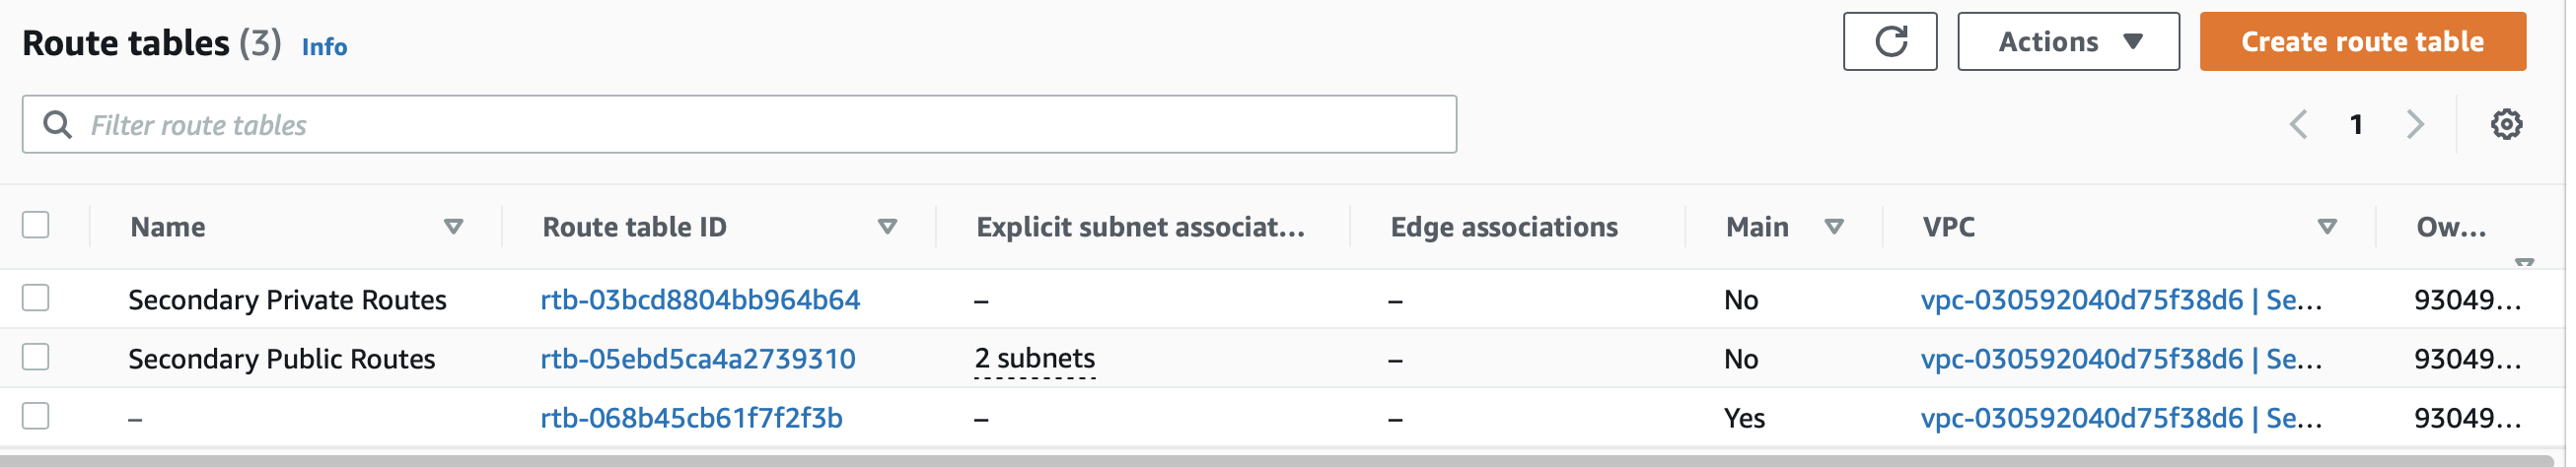 Route tables (3) Info Actions Create route table
Filter route tables 1
Name Route table ID Explicit subnet associat... Edge associations Main VPC Ow...
Secondary Private Routes rtb-03bcd8804bb964b64 – – No vpc-030592040d75f38d6 | Se... 93049...
Secondary Public Routes rtb-05ebd5ca4a2739310 2 subnets – No vpc-030592040d75f38d6 | Se... 93049...
– rtb-068b45cb61f7f2f3b – – Yes vpc-030592040d75f38d6 | Se... 93049...